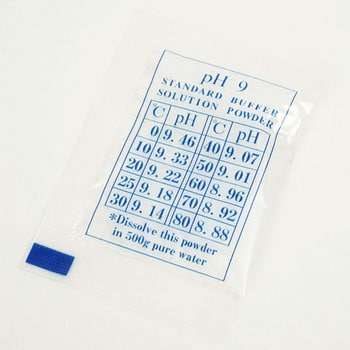 pH 9
STANDARD BUFFER
SOLUTION POWDER
°C pH °C pH
0 9.46 40 9.07
10 9.33 50 9.01
20 9.22 60 8.96
25 9.18 70 8.92
30 9.14 80 8.88
*Dissolve this powder
in 500g pure water